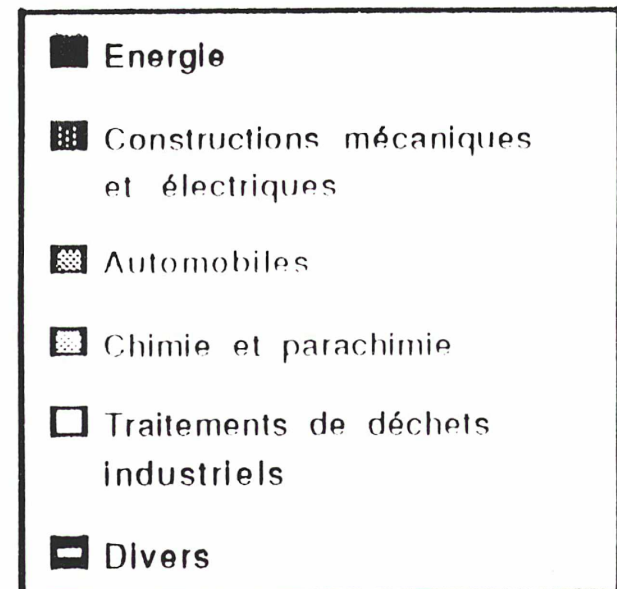 Energie
Constructions mécaniques
et électriques
Automobiles
Chimie et parachimie
Traitements de déchets
industriels
Divers